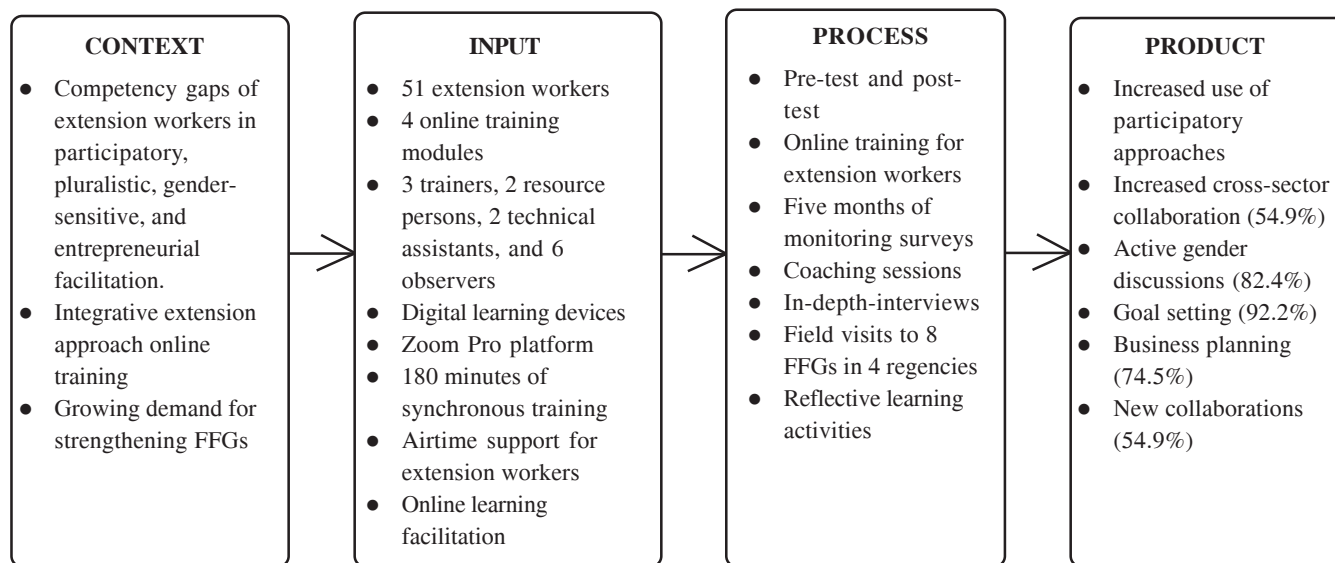 CONTEXT
● Competency gaps of
extension workers in
participatory,
pluralistic, gender-
sensitive, and
entrepreneurial
facilitation.
● Integrative extension
approach online
training
● Growing demand for
strengthening FFGs
INPUT
● 51 extension workers
● 4 online training
modules
● 3 trainers, 2 resource
persons, 2 technical
assistants, and 6
observers
● Digital learning devices
● Zoom Pro platform
● 180 minutes of
synchronous training
● Airtime support for
extension workers
● Online learning
facilitation
PROCESS
● Pre-test and post-
test
● Online training for
extension workers
● Five months of
monitoring surveys
● Coaching sessions
● In-depth-interviews
● Field visits to 8
FFGs in 4 regencies
● Reflective learning
activities
PRODUCT
● Increased use of
participatory
approaches
● Increased cross-sector
collaboration (54.9%)
● Active gender
discussions (82.4%)
● Goal setting (92.2%)
● Business planning
(74.5%)
● New collaborations
(54.9%)